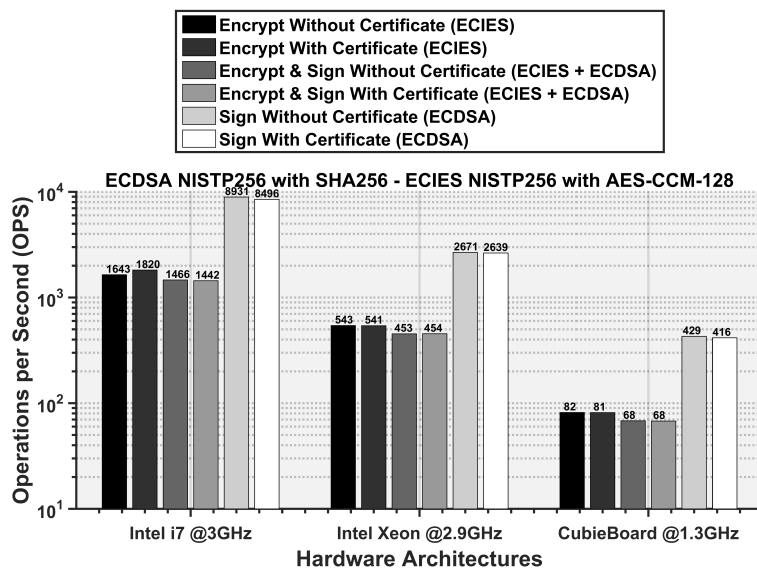 Encrypt Without Certificate (ECIES)
Encrypt With Certificate (ECIES)
Encrypt & Sign Without Certificate (ECIES + ECDSA)
Encrypt & Sign With Certificate (ECIES + ECDSA)
Sign Without Certificate (ECDSA)
Sign With Certificate (ECDSA)
ECDSA NISTP256 with SHA256 - ECIES NISTP256 with AES-CCM-128
Operations per Second (OPS)
10^4
10^3
10^2
10^1
1643 1820 1466 1442 8931 8496
543 541 453 454 2671 2639
82 81 68 68 429 416
Intel i7 @3GHz Intel Xeon @2.9GHz CubieBoard @1.3GHz
Hardware Architectures